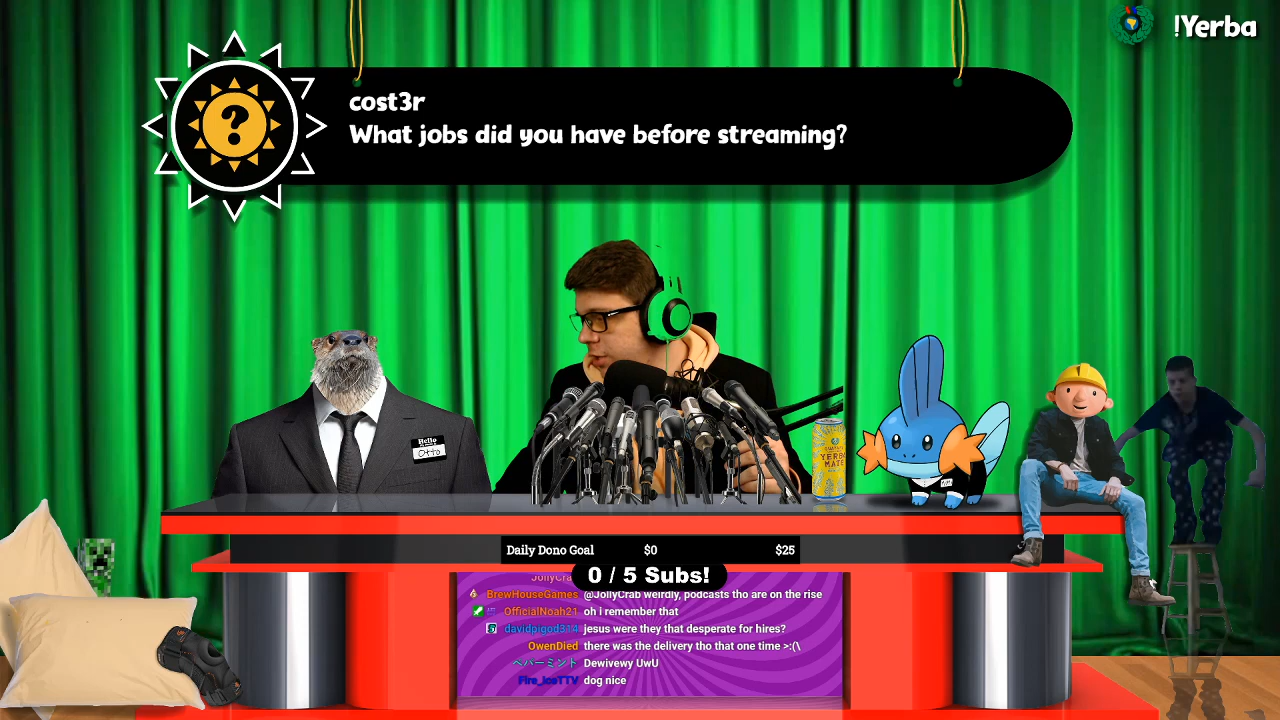 !Yerba
cost3r
What jobs did you have before streaming?
Hello
Otto
YERBA
MATE
Daily Dono Goal $0 $25
0 / 5 Subs!
BrewHouseGames @JollyCrab weirdly, podcasts tho are on the rise
OfficialNoah21 oh i remember that
davidpigod314 jesus were they that desperate for hires?
OwenDied there was the delivery tho that one time >:(\
ペパーミント Dewivewy UwU
Fire_IceTTV dog nice